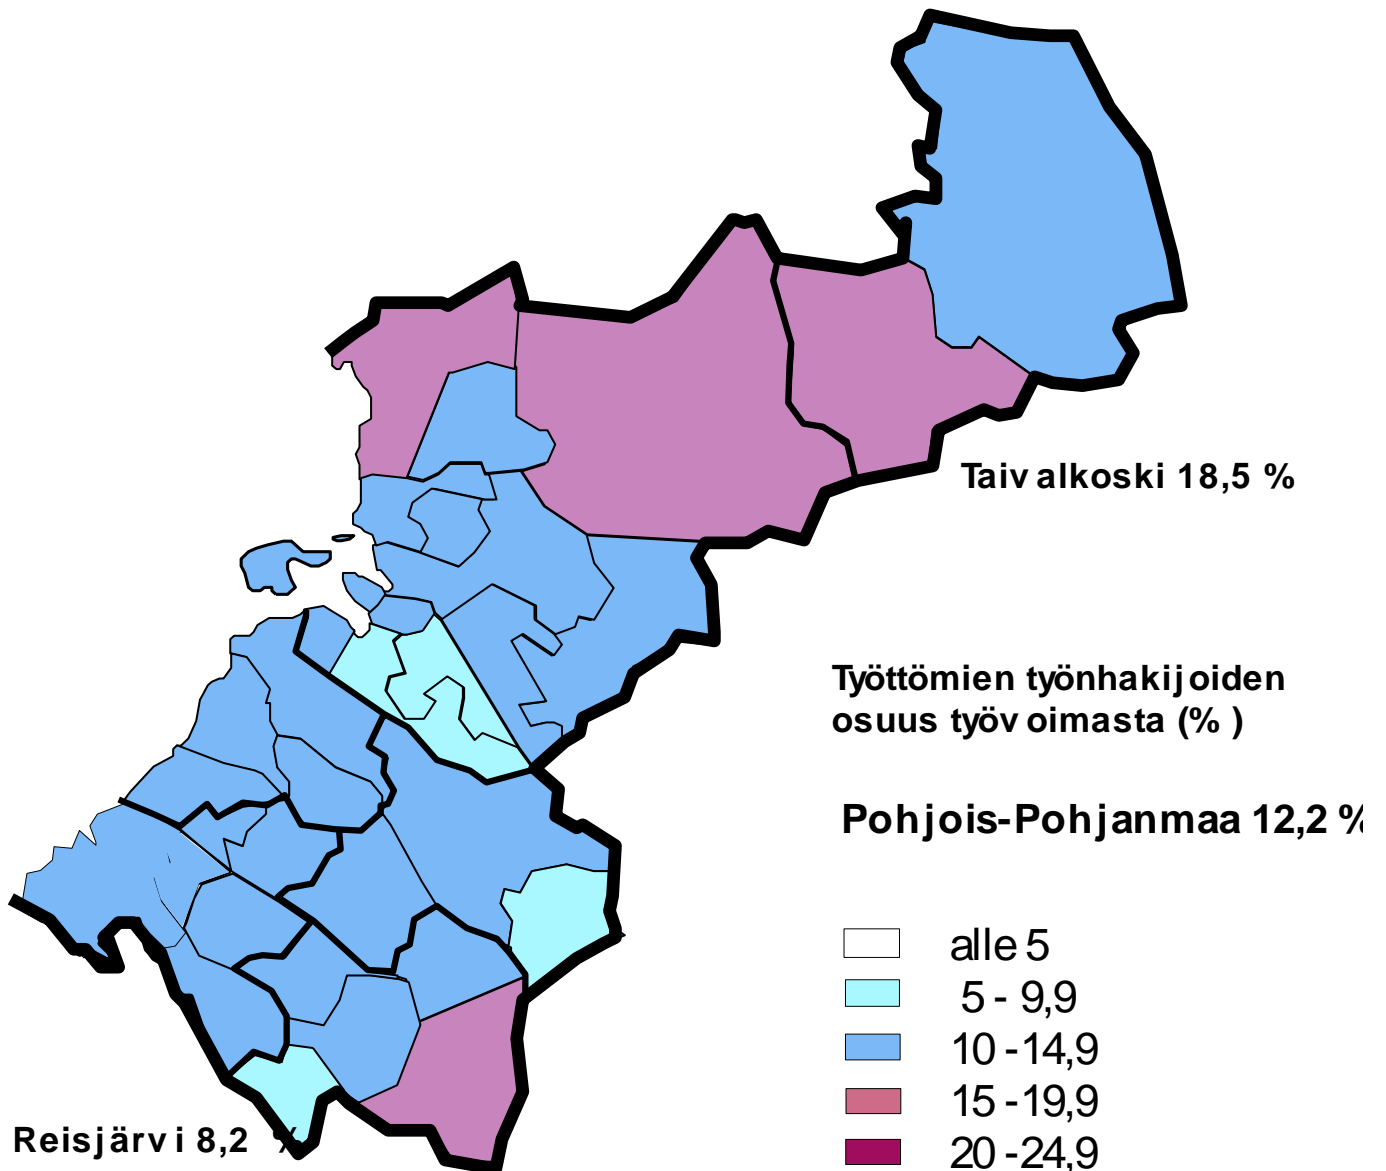 Taivalkoski 18,5 %
Työttömien työnhakijoiden
osuus työvoimasta (%)
Pohjois-Pohjanmaa 12,2 %
alle 5
5 - 9,9
10 -14,9
15 -19,9
20 -24,9
Reisjärvi 8,2 %